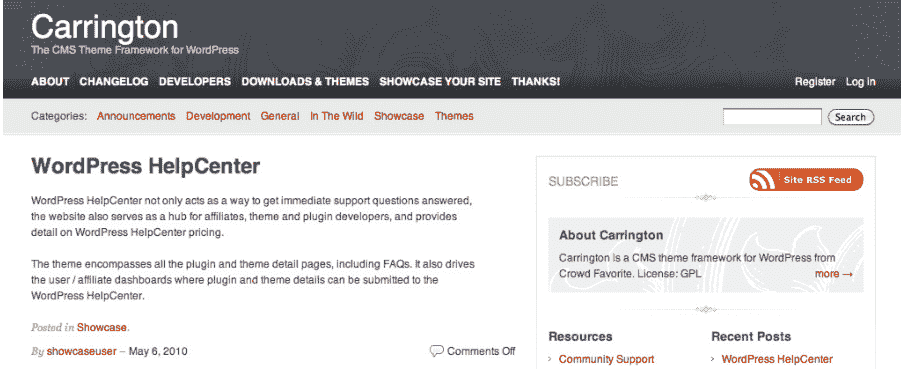 Carrington
The CMS Theme Framework for WordPress
ABOUT CHANGELOG DEVELOPERS DOWNLOADS & THEMES SHOWCASE YOUR SITE THANKS!
Register Log in
Categories: Announcements Development General In The Wild Showcase Themes
Search
WordPress HelpCenter
WordPress HelpCenter not only acts as a way to get immediate support questions answered,
the website also serves as a hub for affiliates, theme and plugin developers, and provides
detail on WordPress HelpCenter pricing.
The theme encompasses all the plugin and theme detail pages, including FAQs. It also drives
the user / affiliate dashboards where plugin and theme details can be submitted to the
WordPress HelpCenter.
Posted in Showcase.
By showcaseuser – May 6, 2010
Comments Off
SUBSCRIBE
Site RSS Feed
About Carrington
Carrington is a CMS theme framework for WordPress from
Crowd Favorite. License: GPL
more →
Resources
› Community Support
Recent Posts
› WordPress HelpCenter